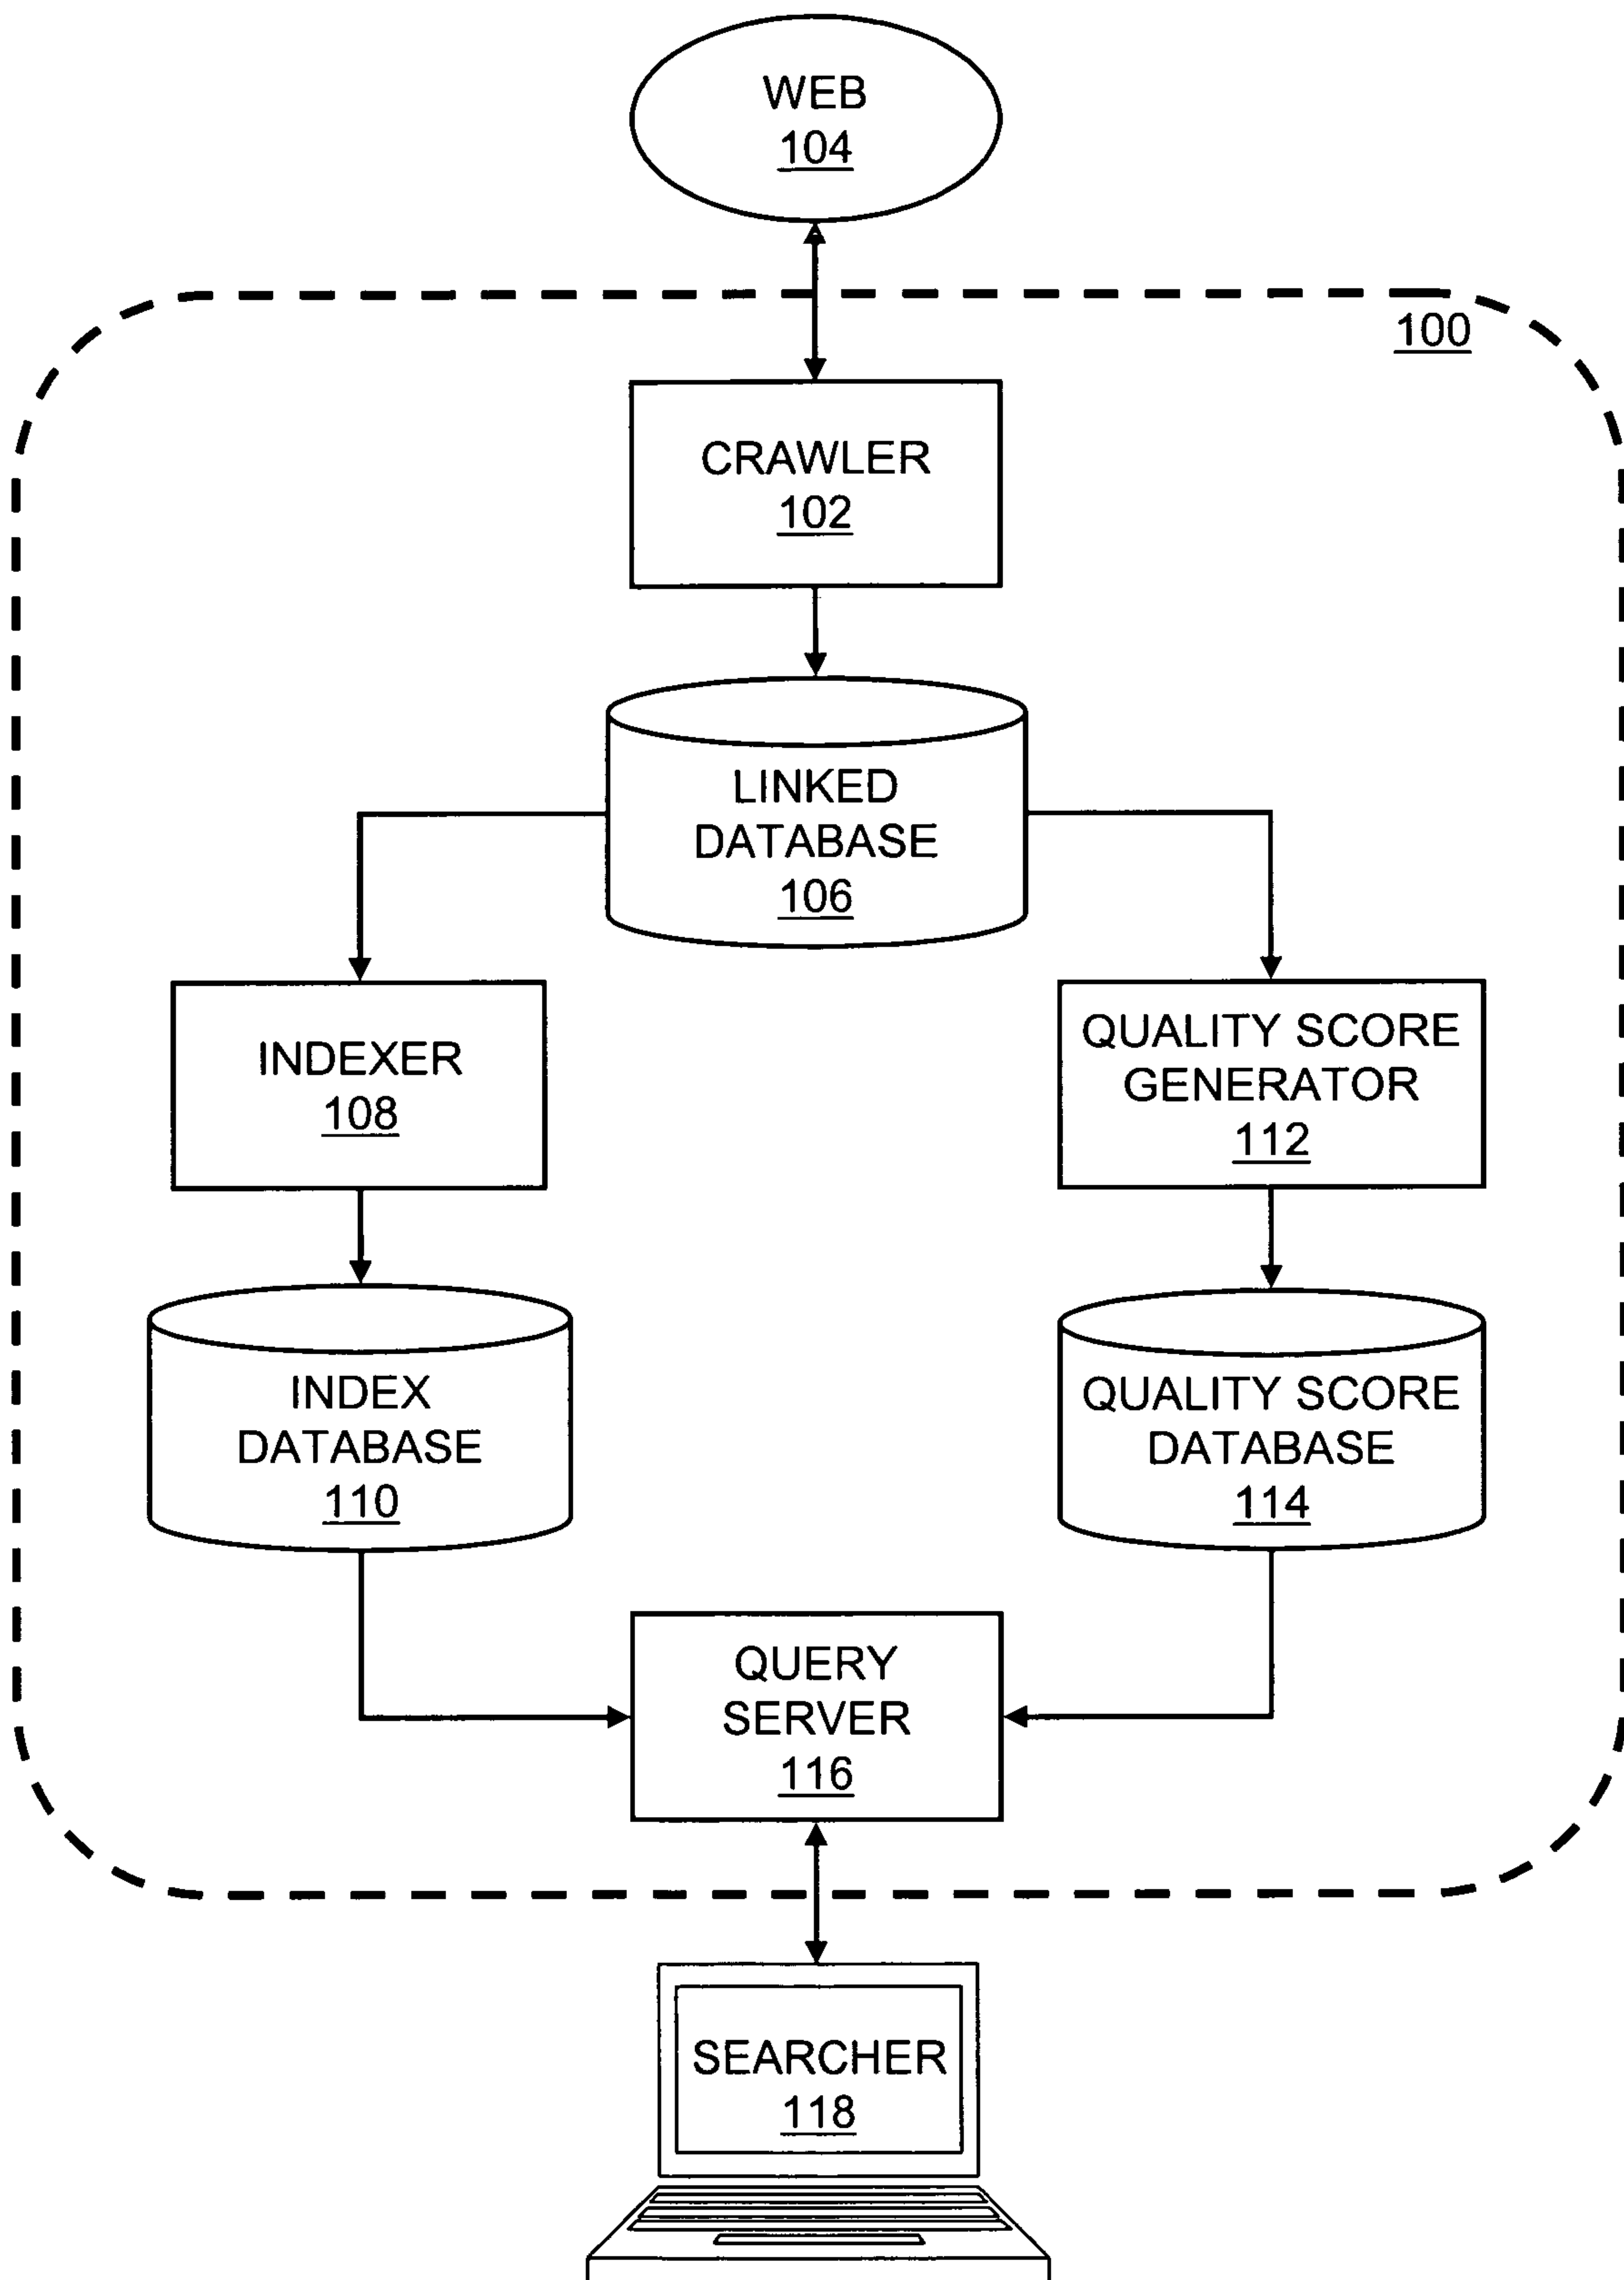 WEB
104
100
CRAWLER
102
LINKED
DATABASE
106
INDEXER
108
QUALITY SCORE
GENERATOR
112
INDEX
DATABASE
110
QUALITY SCORE
DATABASE
114
QUERY
SERVER
116
SEARCHER
118